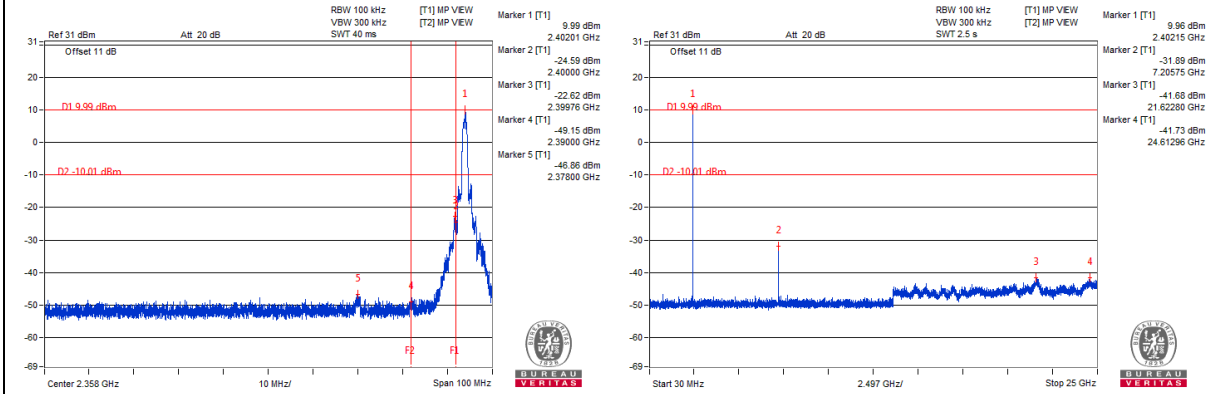 RBW 100 kHz [T1] MP VIEW
VBW 300 kHz [T2] MP VIEW
Ref 31 dBm Att 20 dB SWT 40 ms
Offset 11 dB
31
20
10
0
-10
-20
-30
-40
-50
-60
-69
D1 9.99 dBm
D2 -10.01 dBm
1
3
2
4
5
F2
F1
Center 2.358 GHz 10 MHz/ Span 100 MHz
Marker 1 [T1]
9.99 dBm
2.40201 GHz
Marker 2 [T1]
-24.59 dBm
2.40000 GHz
Marker 3 [T1]
-22.62 dBm
2.39976 GHz
Marker 4 [T1]
-49.15 dBm
2.39000 GHz
Marker 5 [T1]
-46.86 dBm
2.37800 GHz
BUREAU VERITAS
1828
BUREAU
VERITAS
RBW 100 kHz [T1] MP VIEW
VBW 300 kHz [T2] MP VIEW
Ref 31 dBm Att 20 dB SWT 2.5 s
Offset 11 dB
31
20
10
0
-10
-20
-30
-40
-50
-60
-69
D1 9.99 dBm
D2 -10.01 dBm
1
2
3
4
Start 30 MHz 2.497 GHz/ Stop 25 GHz
Marker 1 [T1]
9.96 dBm
2.40215 GHz
Marker 2 [T1]
-31.89 dBm
7.20575 GHz
Marker 3 [T1]
-41.68 dBm
21.62280 GHz
Marker 4 [T1]
-41.73 dBm
24.61296 GHz
BUREAU VERITAS
1828
BUREAU
VERITAS